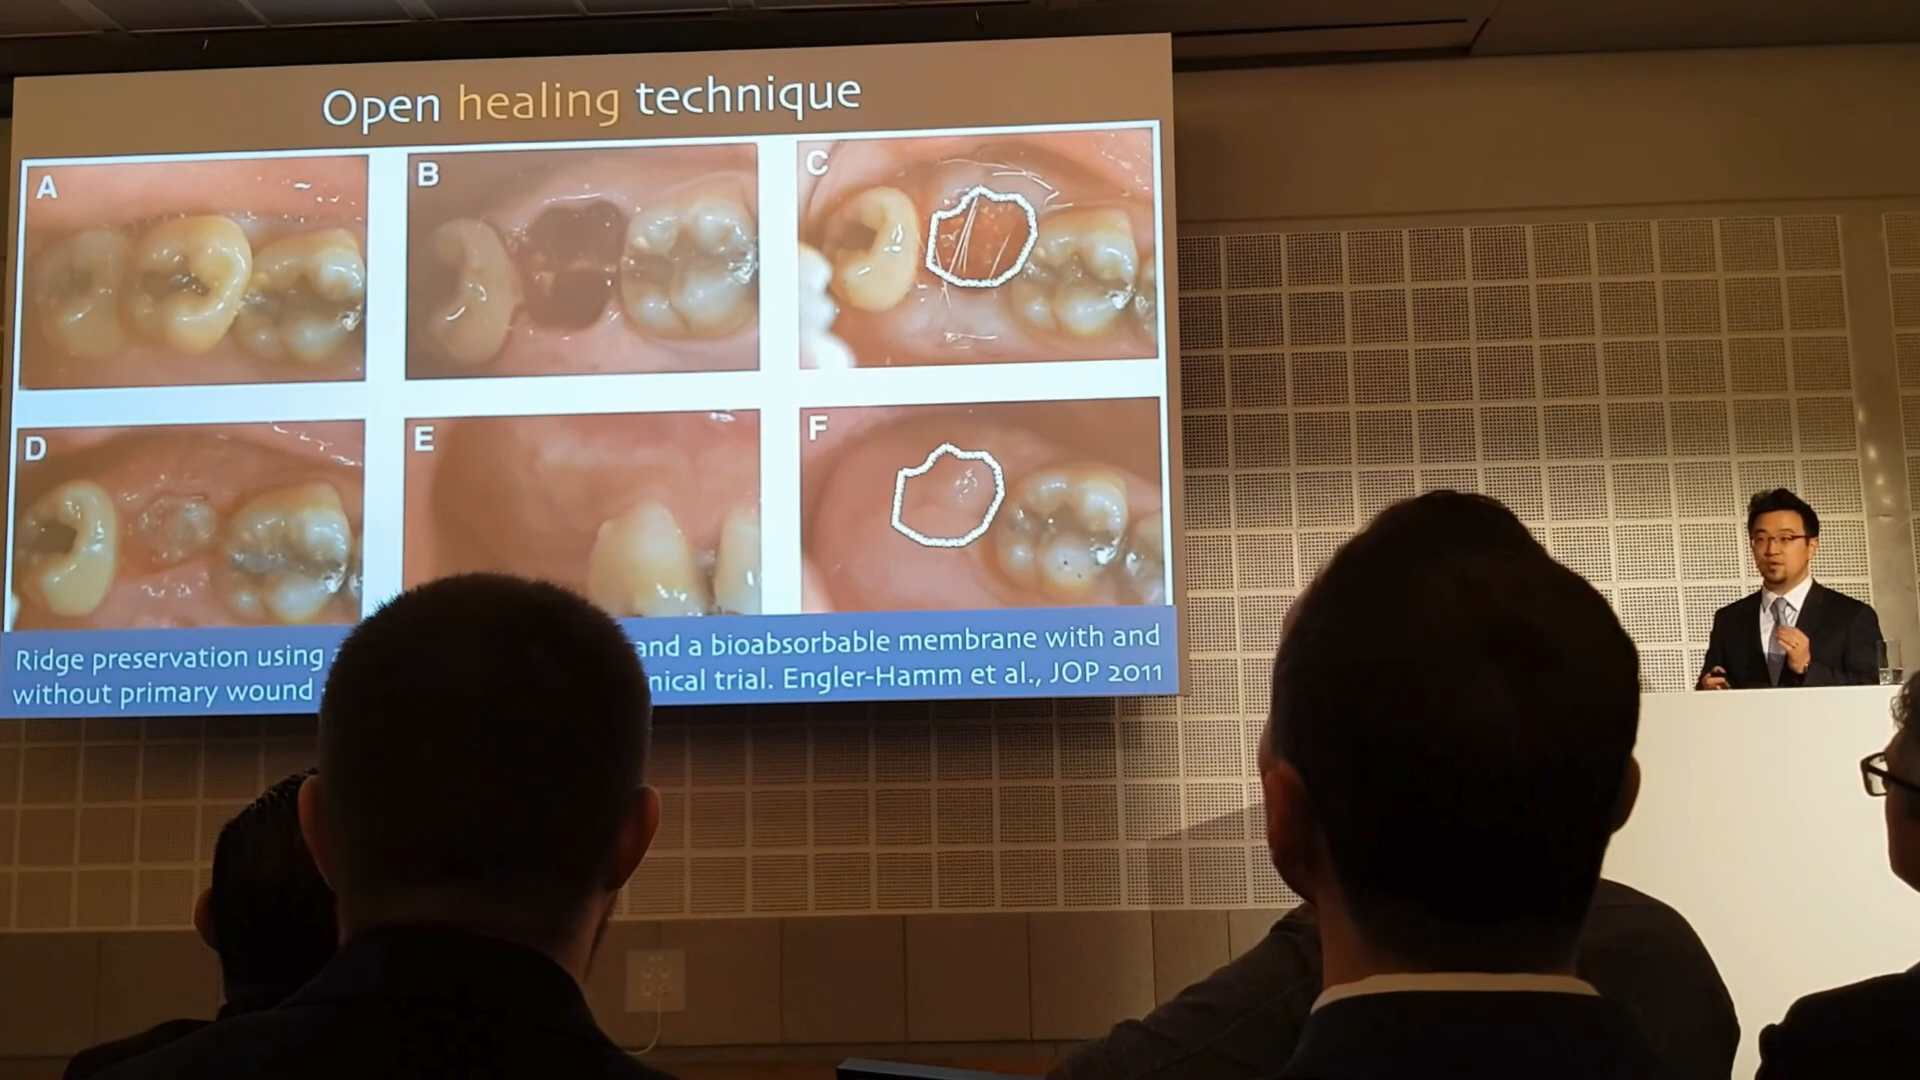 Open healing technique
A
B
C
D
E
F
Ridge preservation using and a bioabsorbable membrane with and
without primary wound trial. Engler-Hamm et al., JOP 2011